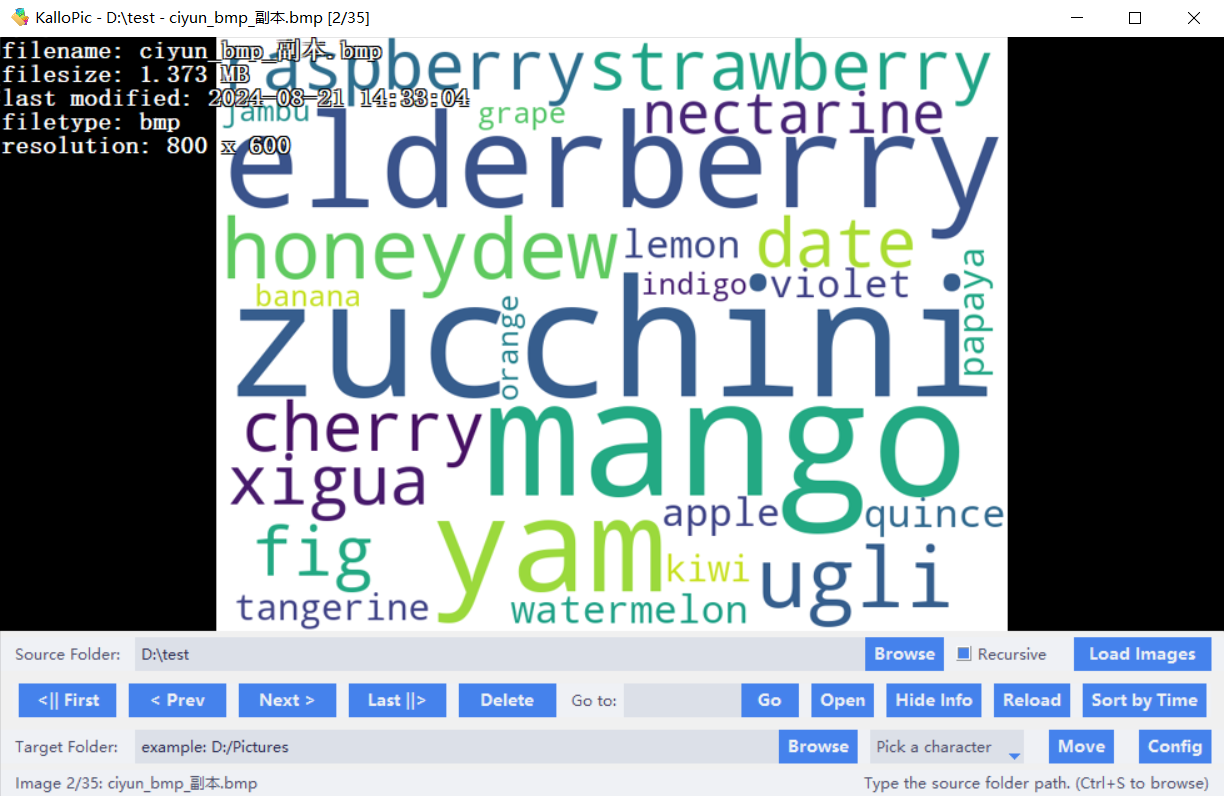 KalloPic - D:\test - ciyun_bmp_副本.bmp [2/35]
filename: ciyun_bmp_副本.bmp
filesize: 1.373 MB
last modified: 2024-08-21 14:33:04
filetype: bmp
resolution: 800 x 600
raspberry strawberry
jambu grape nectarine
elderberry
honeydew lemon date
indigo violet papaya
banana
zucchini
orange
cherry mango
xigua
apple quince
fig yam kiwi ugli
tangerine watermelon
Source Folder: D:\test Browse Recursive Load Images
<|| First < Prev Next > Last ||> Delete Go to: Go Open Hide Info Reload Sort by Time
Target Folder: example: D:/Pictures Browse Pick a character Move Config
Image 2/35: ciyun_bmp_副本.bmp Type the source folder path. (Ctrl+S to browse)